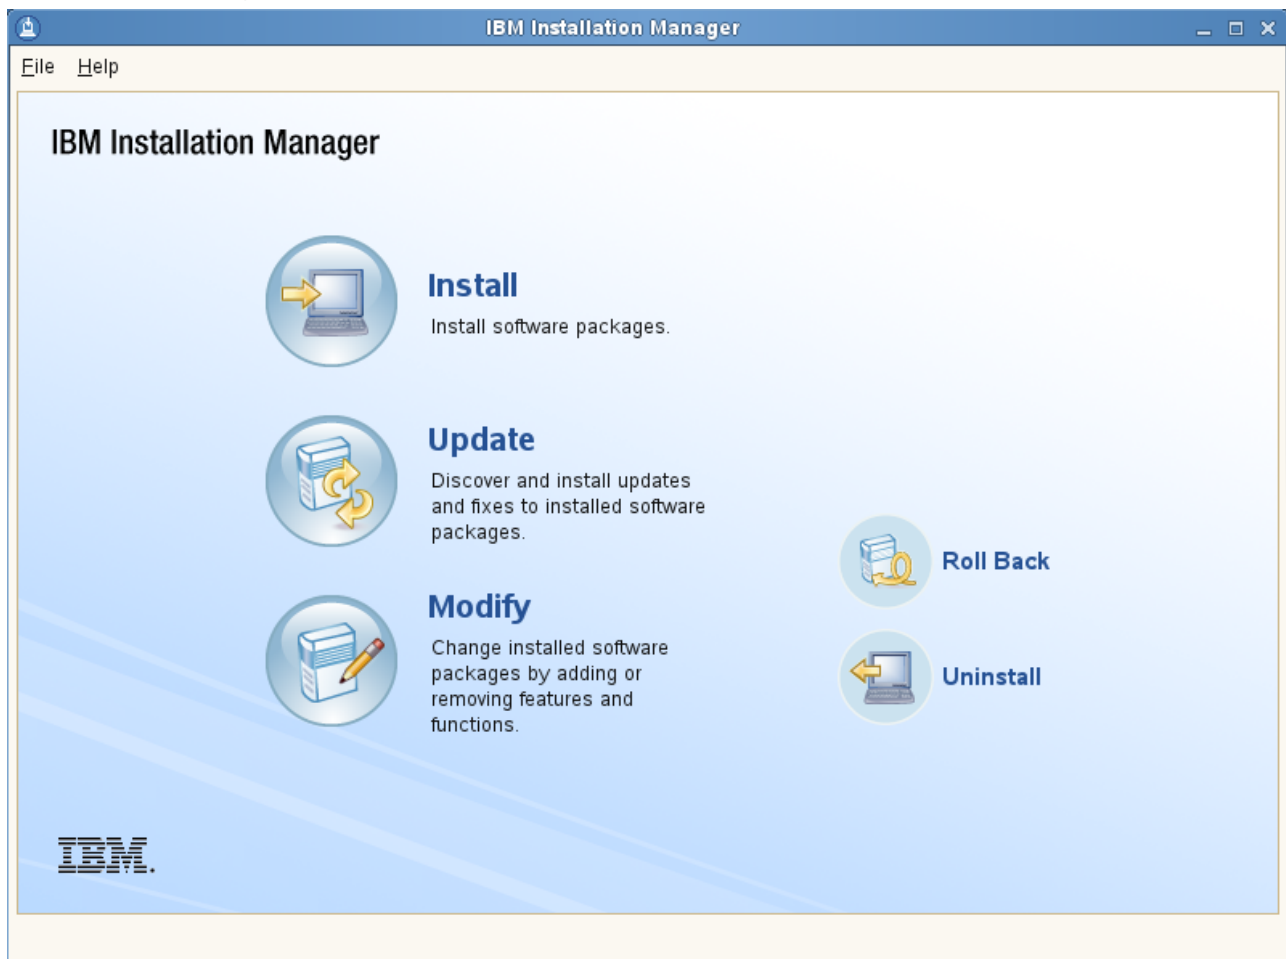 IBM Installation Manager
File Help
IBM Installation Manager
Install
Install software packages.
Update
Discover and install updates
and fixes to installed software
packages.
Modify
Change installed software
packages by adding or
removing features and
functions.
Roll Back
Uninstall
IBM.